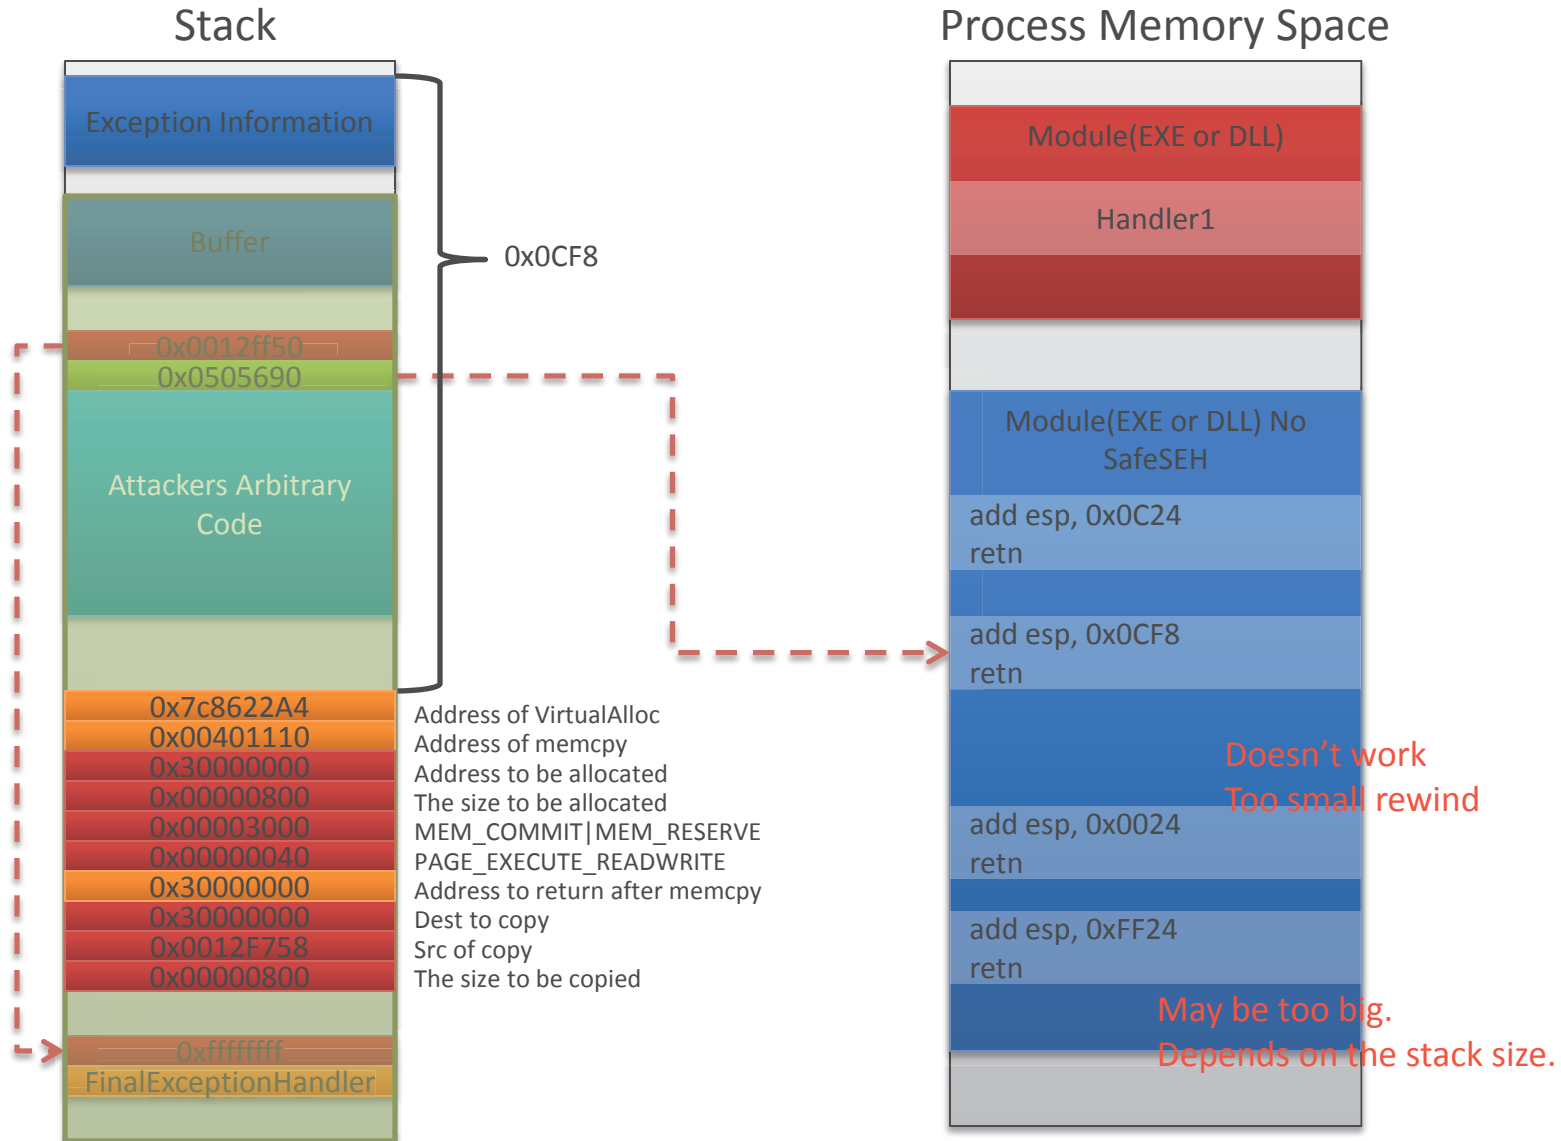 Stack
Exception Information
Buffer
0x0CF8
0x0012ff50
0x0505690
Attackers Arbitrary
Code
0x7c8622A4
Address of VirtualAlloc
0x00401110
Address of memcpy
0x30000000
Address to be allocated
0x00000800
The size to be allocated
0x00003000
MEM_COMMIT|MEM_RESERVE
0x00000040
PAGE_EXECUTE_READWRITE
0x30000000
Address to return after memcpy
0x30000000
Dest to copy
0x0012F758
Src of copy
0x00000800
The size to be copied
0xffffffff
FinalExceptionHandler
Process Memory Space
Module(EXE or DLL)
Handler1
Module(EXE or DLL) No
SafeSEH
add esp, 0x0C24
retn
add esp, 0x0CF8
retn
Doesn't work
Too small rewind
add esp, 0x0024
retn
add esp, 0xFF24
retn
May be too big.
Depends on the stack size.